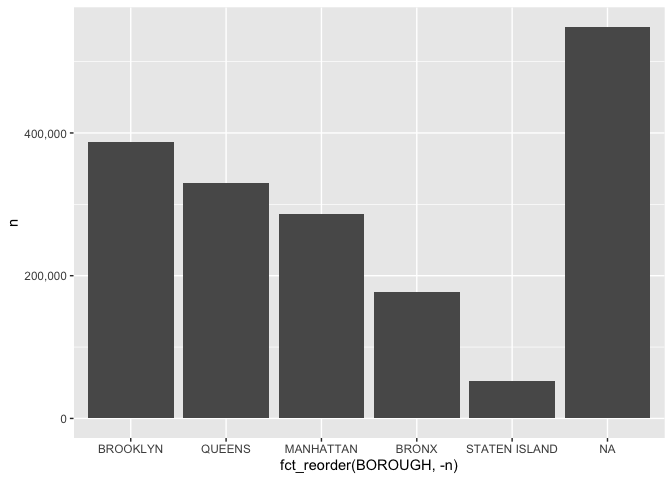 n
400,000
200,000
0
BROOKLYN QUEENS MANHATTAN BRONX STATEN ISLAND NA
fct_reorder(BOROUGH, -n)